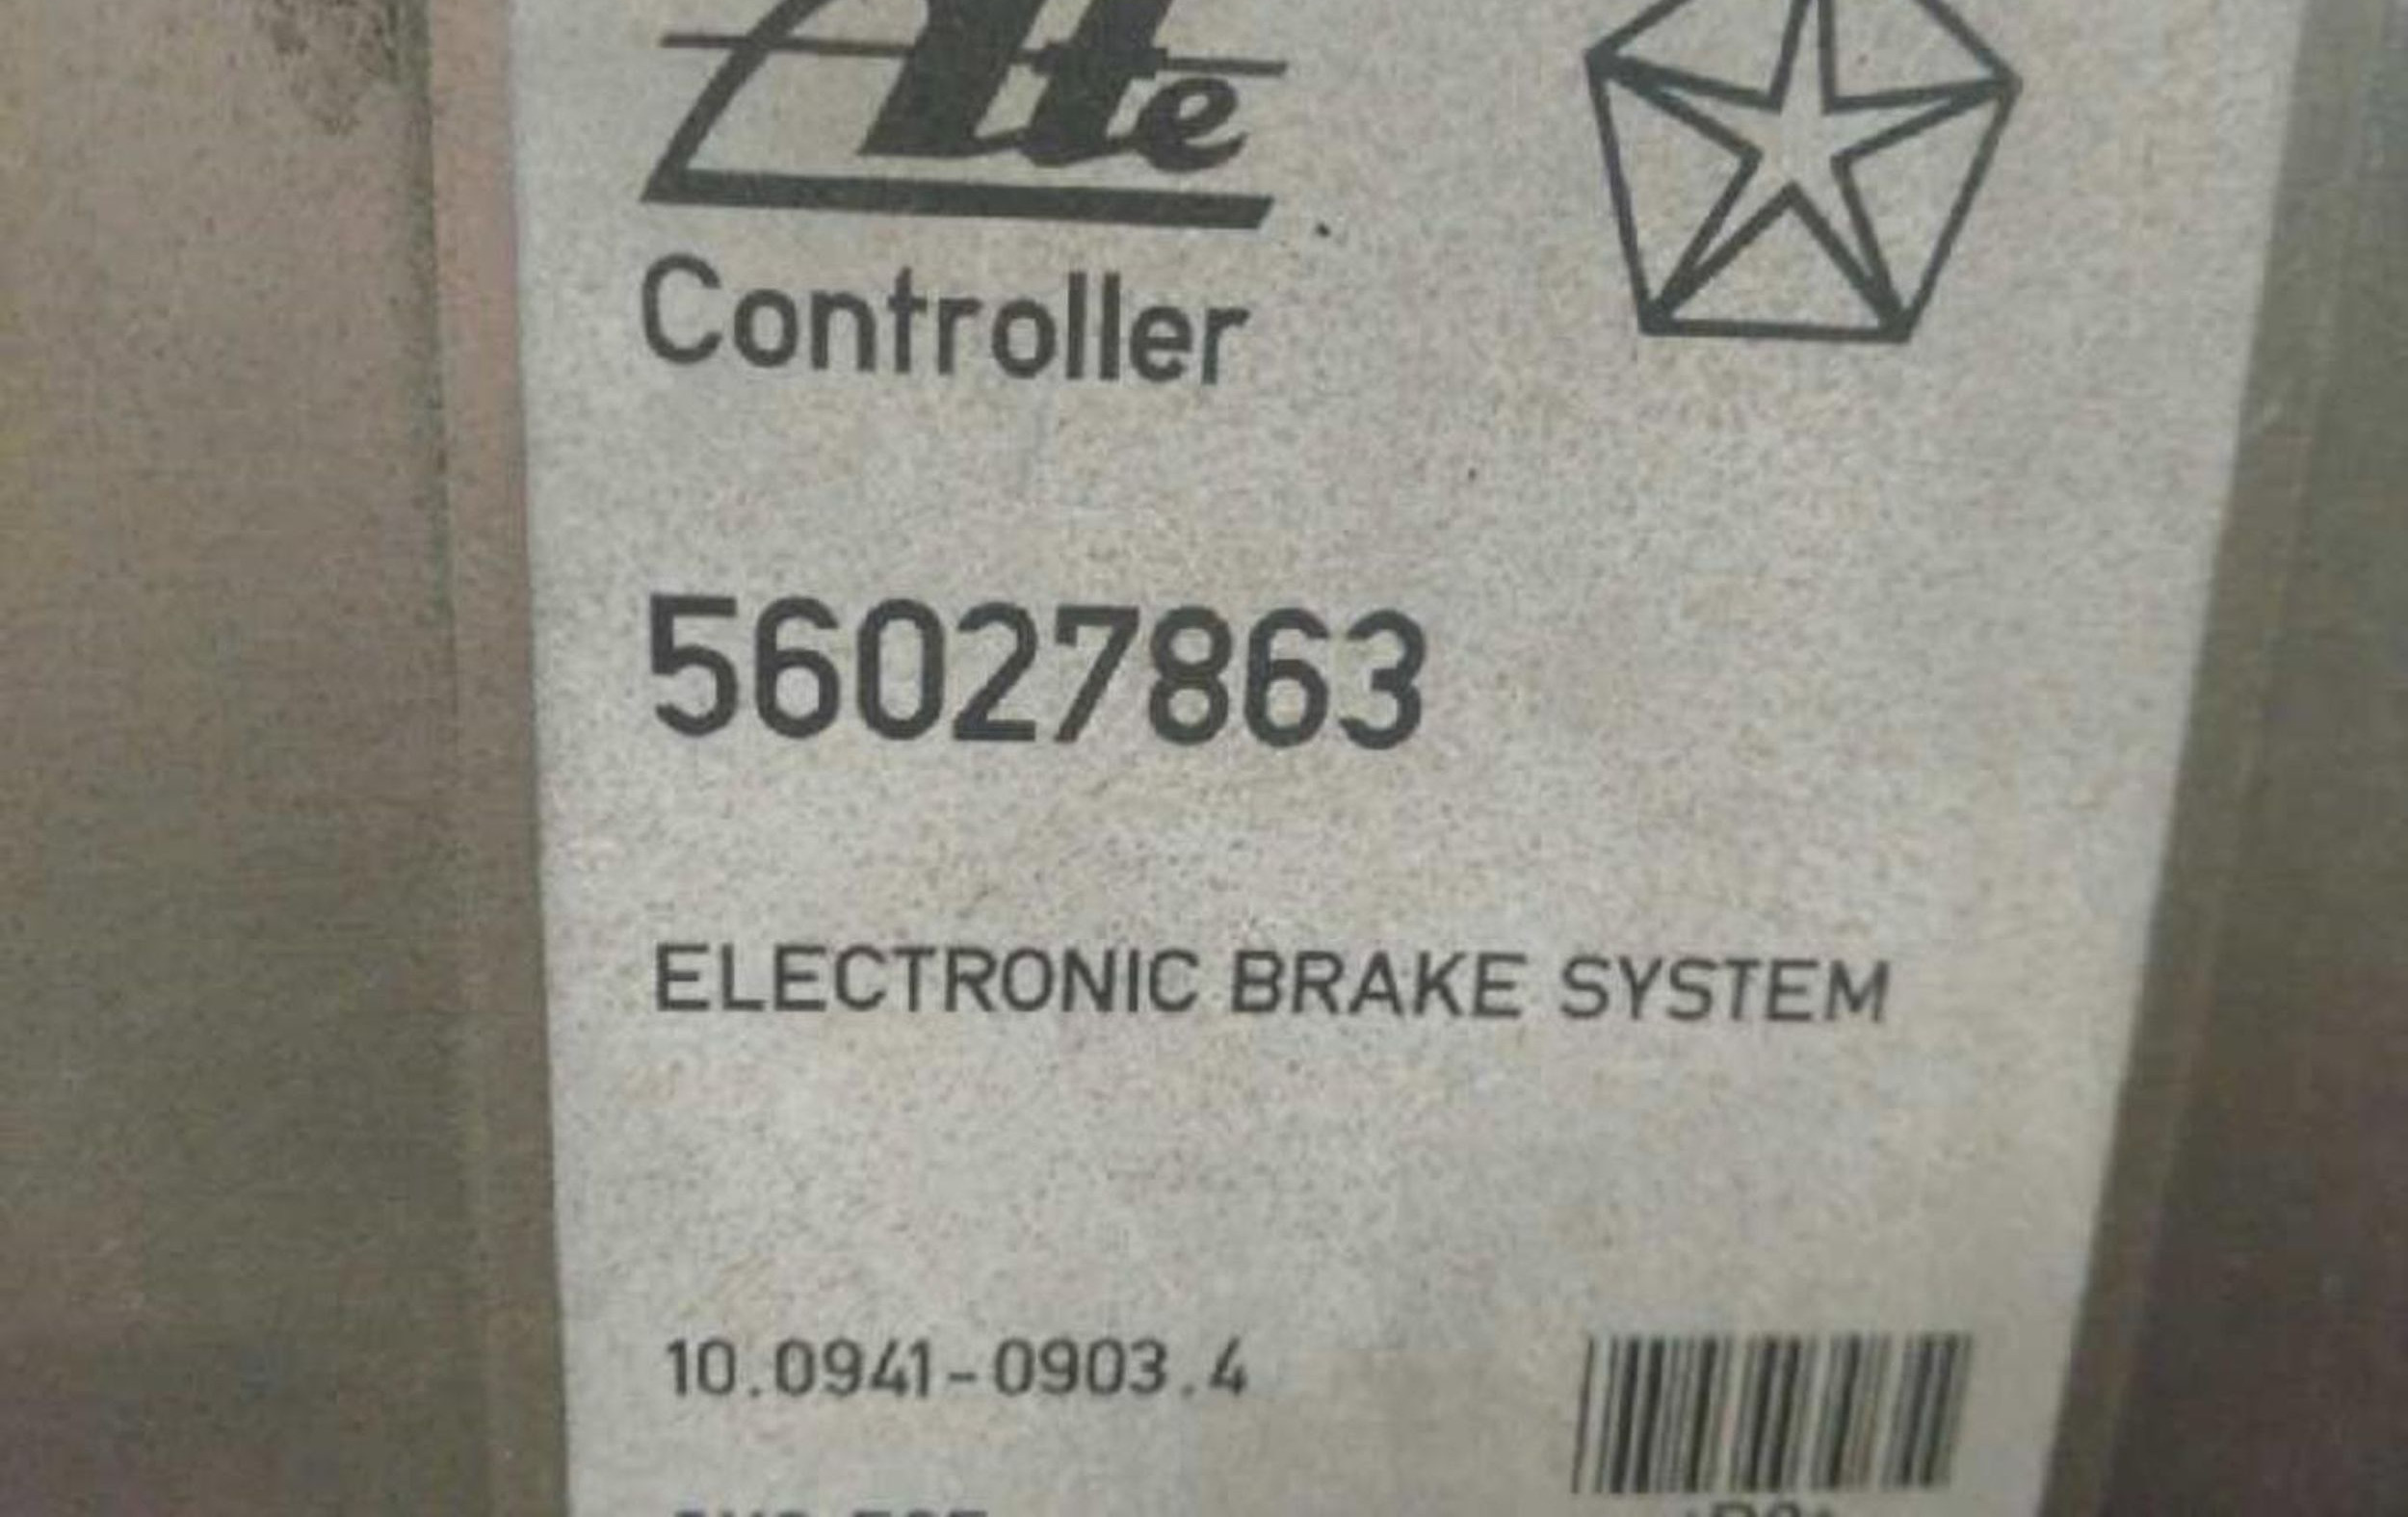 Ate
Controller
56027863
ELECTRONIC BRAKE SYSTEM
10.0941-0903.4